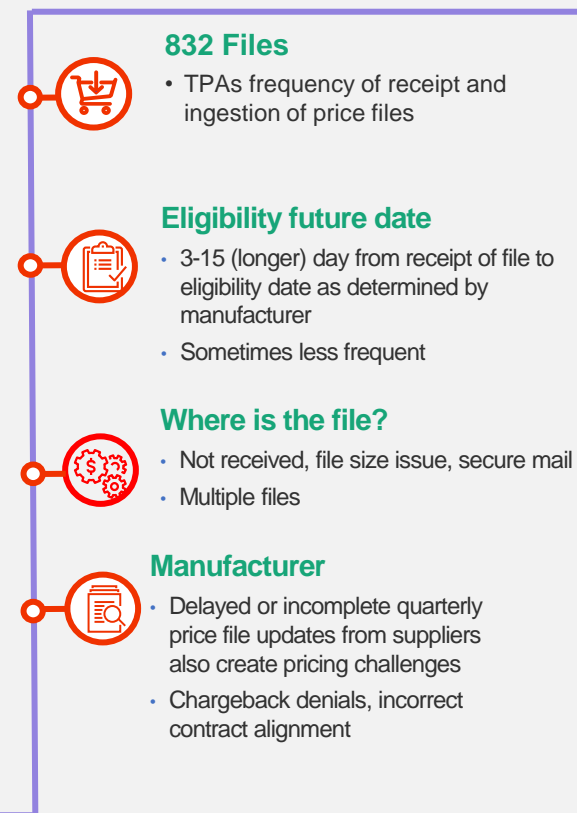 832 Files
• TPAs frequency of receipt and
ingestion of price files
Eligibility future date
• 3-15 (longer) day from receipt of file to
eligibility date as determined by
manufacturer
• Sometimes less frequent
Where is the file?
• Not received, file size issue, secure mail
• Multiple files
Manufacturer
• Delayed or incomplete quarterly
price file updates from suppliers
also create pricing challenges
• Chargeback denials, incorrect
contract alignment